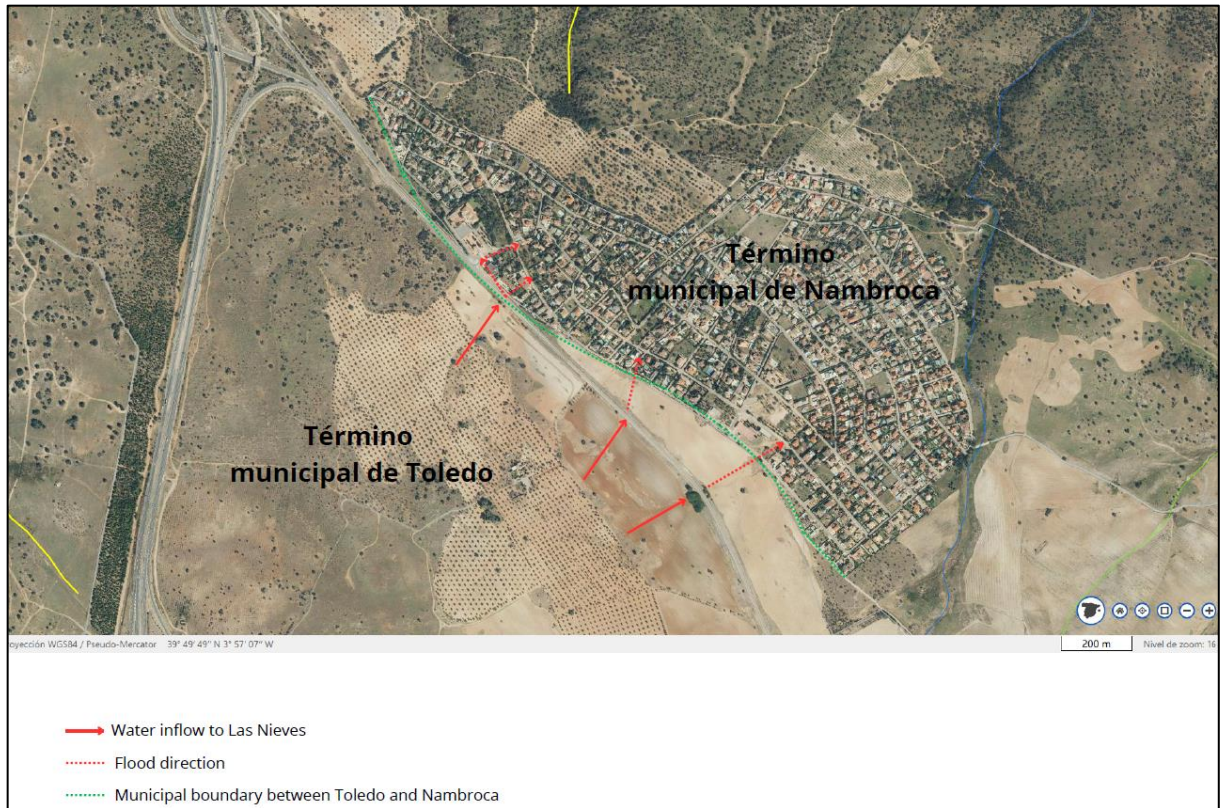 Término
municipal de Nambroca
Término
municipal de Toledo
oyección WGS84 / Pseudo-Mercator 39° 49' 49" N 3° 57' 07" W
200 m
Nivel de zoom: 16
Water inflow to Las Nieves
Flood direction
Municipal boundary between Toledo and Nambroca